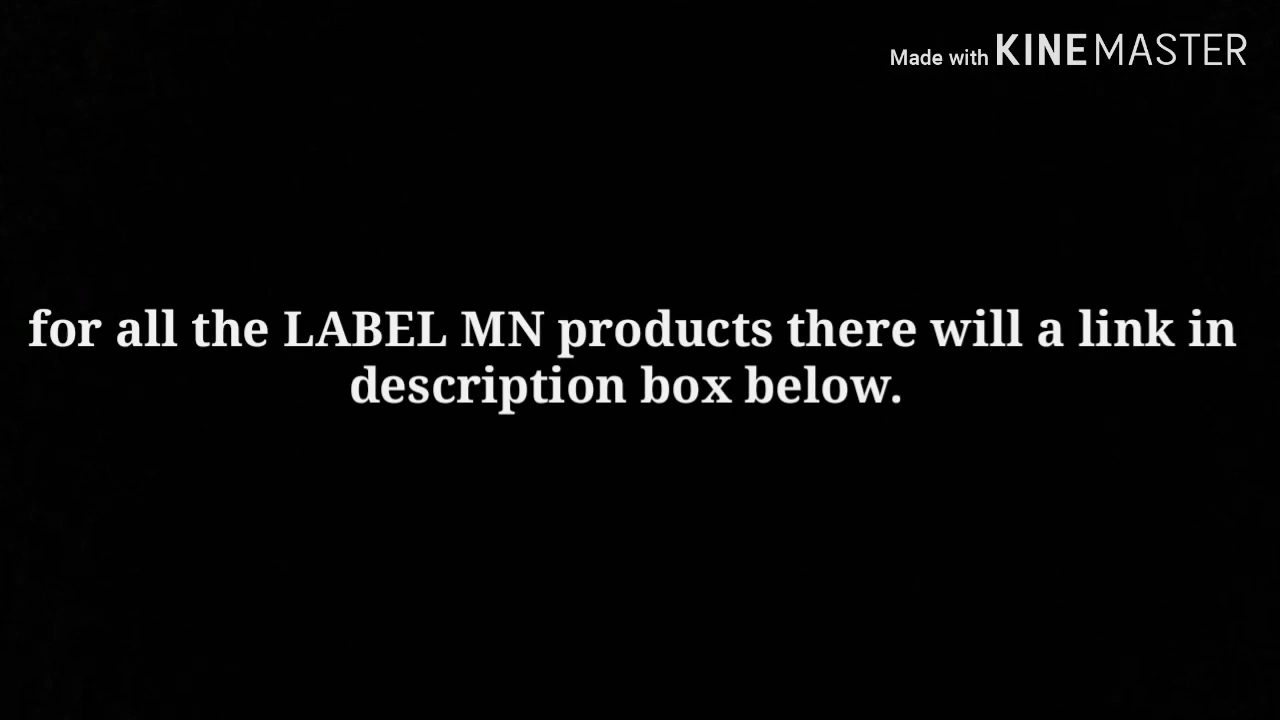 Made with KINEMASTER
for all the LABEL MN products there will a link in
description box below.